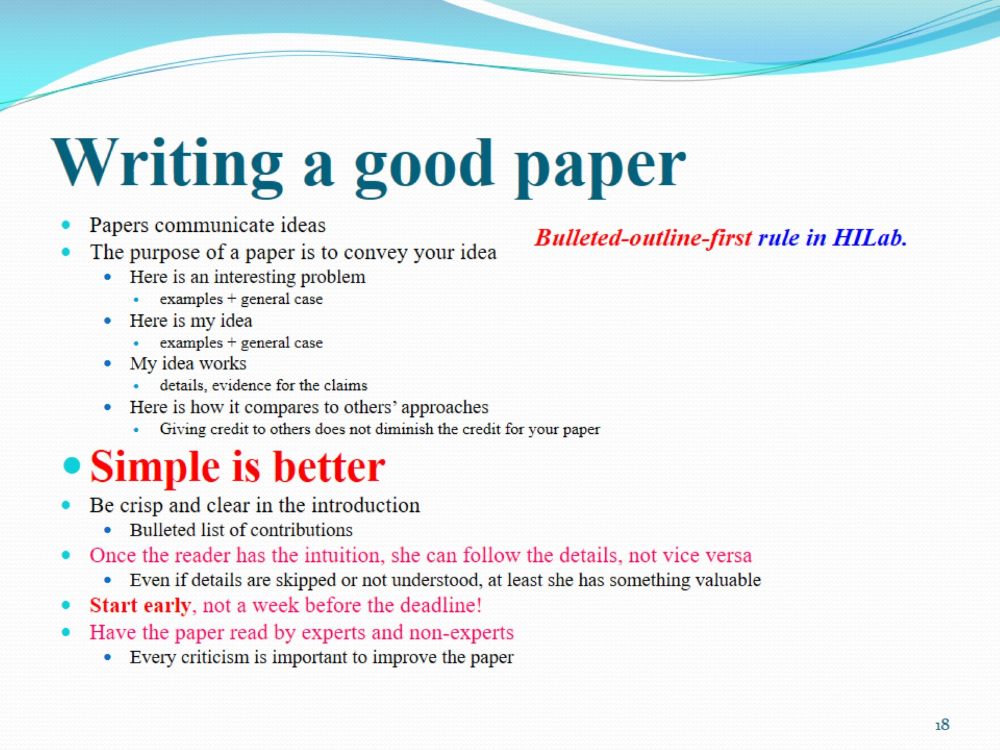 Writing a good paper
Papers communicate ideas
Bulleted-outline-first rule in HILab.
The purpose of a paper is to convey your idea
Here is an interesting problem
examples + general case
Here is my idea
examples + general case
My idea works
details, evidence for the claims
Here is how it compares to others’ approaches
Giving credit to others does not diminish the credit for your paper
Simple is better
Be crisp and clear in the introduction
Bulleted list of contributions
Once the reader has the intuition, she can follow the details, not vice versa
Even if details are skipped or not understood, at least she has something valuable
Start early, not a week before the deadline!
Have the paper read by experts and non-experts
Every criticism is important to improve the paper
18